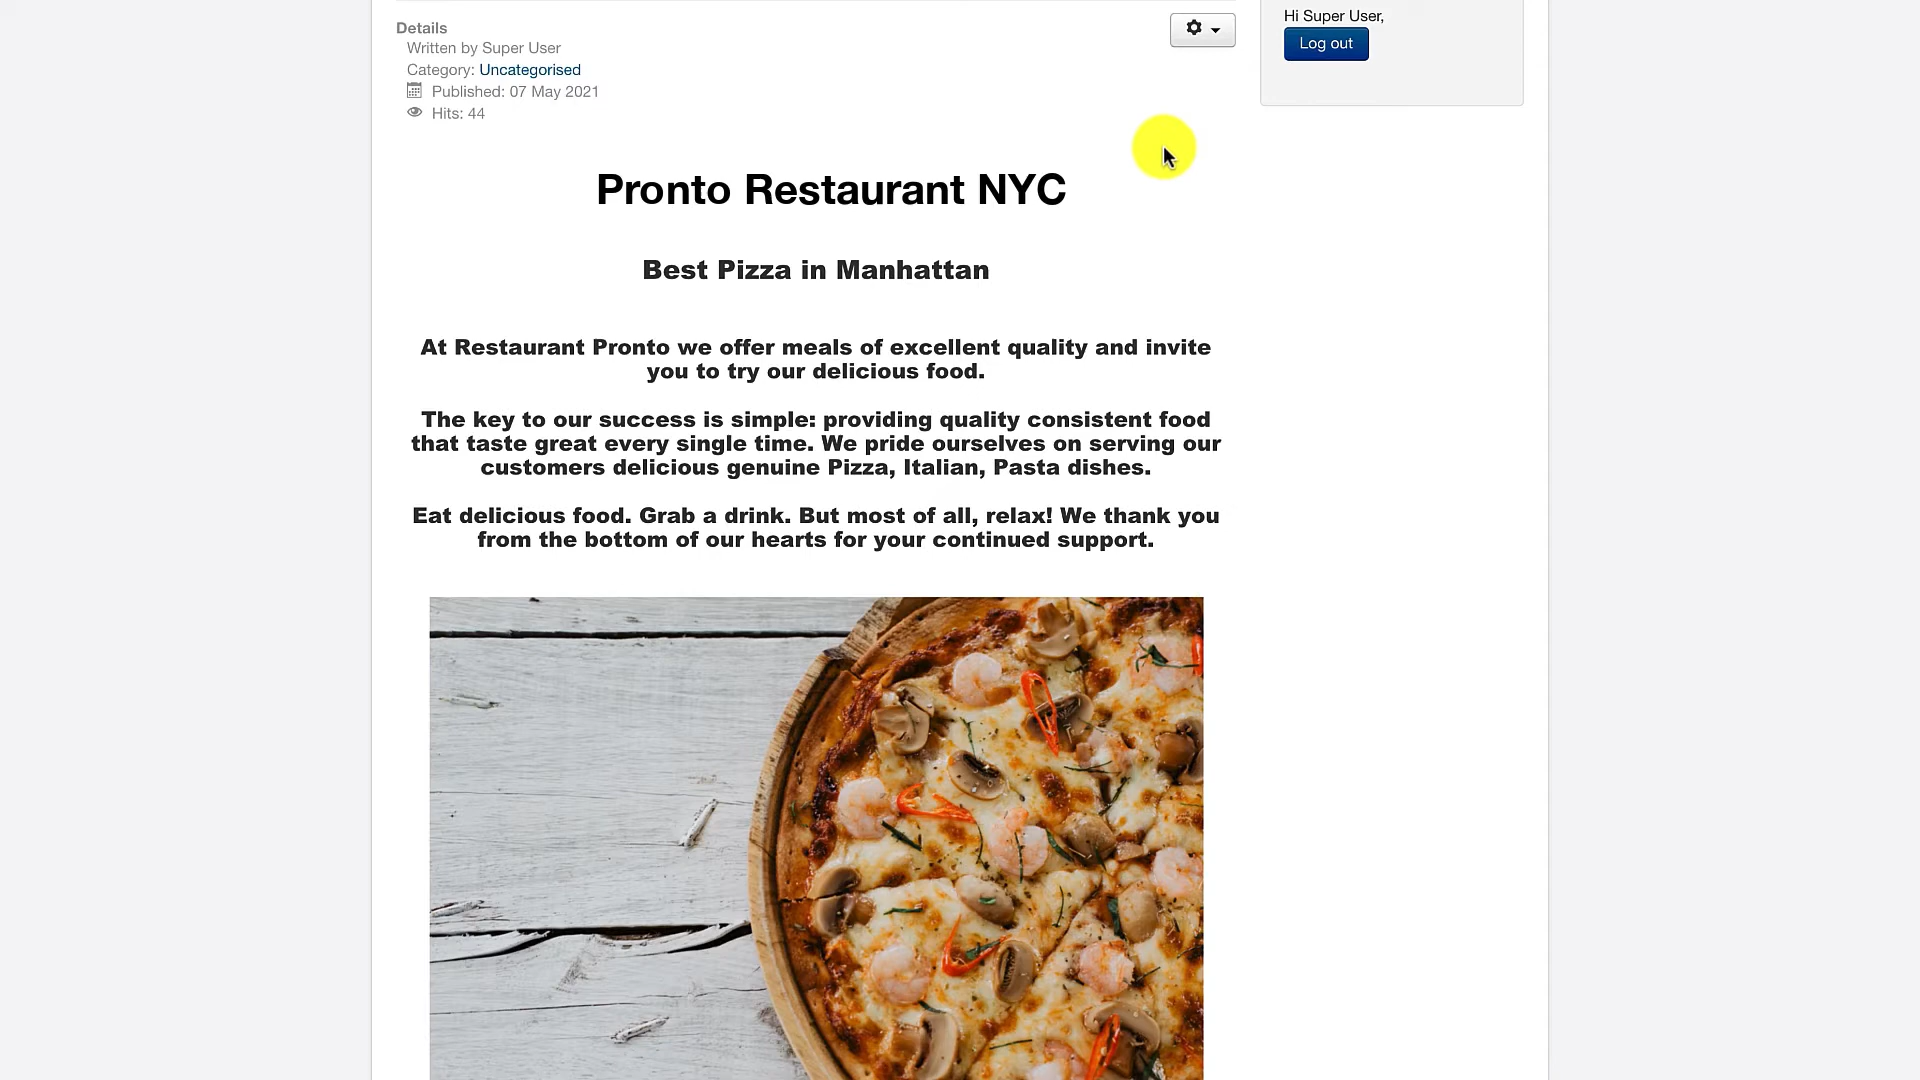 Details
Written by Super User
Category: Uncategorised
Published: 07 May 2021
Hits: 44
Hi Super User,
Log out
Pronto Restaurant NYC
Best Pizza in Manhattan
At Restaurant Pronto we offer meals of excellent quality and invite
you to try our delicious food.
The key to our success is simple: providing quality consistent food
that taste great every single time. We pride ourselves on serving our
customers delicious genuine Pizza, Italian, Pasta dishes.
Eat delicious food. Grab a drink. But most of all, relax! We thank you
from the bottom of our hearts for your continued support.